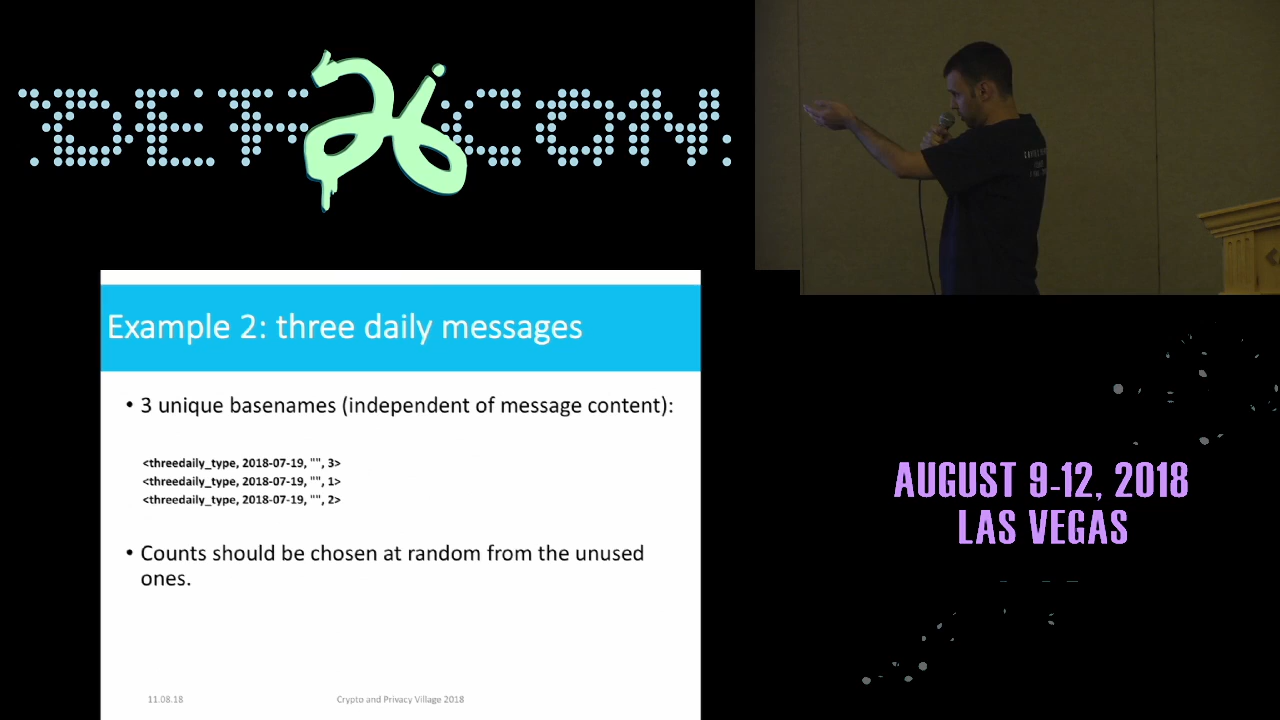 DEF 26 CON
Example 2: three daily messages
• 3 unique basenames (independent of message content):
<threedaily_type, 2018-07-19, "", 3>
<threedaily_type, 2018-07-19, "", 1>
<threedaily_type, 2018-07-19, "", 2>
• Counts should be chosen at random from the unused
ones.
11.08.18
Crypto and Privacy Village 2018
AUGUST 9-12, 2018
LAS VEGAS